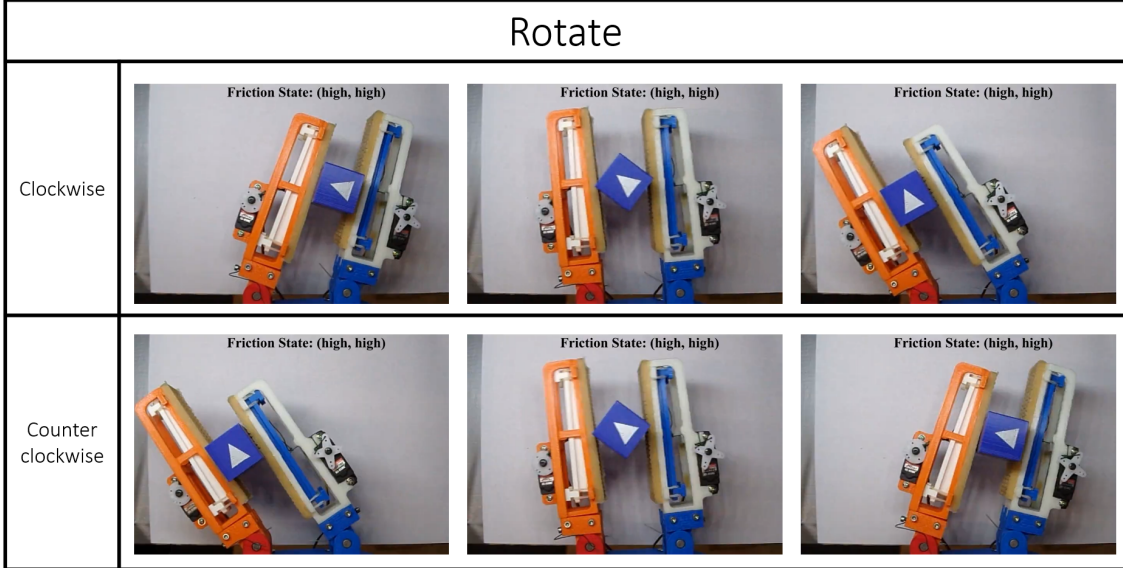 Rotate
Clockwise
Friction State: (high, high)
Friction State: (high, high)
Friction State: (high, high)
Counter
clockwise
Friction State: (high, high)
Friction State: (high, high)
Friction State: (high, high)